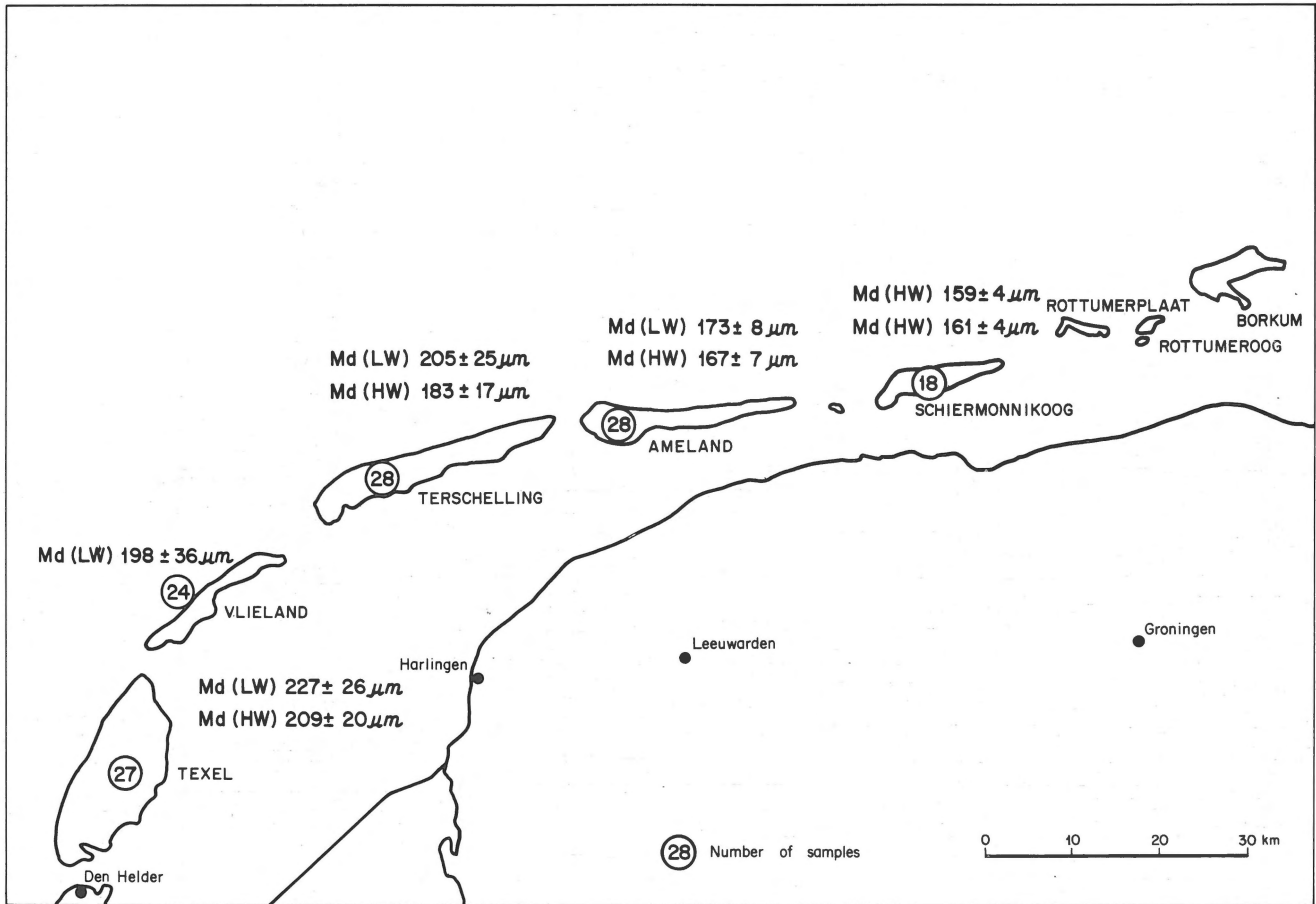 Md (HW) 159± 4 µm
Md (HW) 161± 4 µm
ROTTUMERPLAAT
BORKUM
ROTTUMEROOG
Md (LW) 173± 8 µm
Md (HW) 167± 7 µm
18
SCHIERMONNIKOOG
Md (LW) 205± 25 µm
Md (HW) 183± 17 µm
28
AMELAND
28
TERSCHELLING
Md (LW) 198 ± 36 µm
24
VLIELAND
Groningen
Leeuwarden
Harlingen
Md (LW) 227± 26 µm
Md (HW) 209± 20 µm
27
TEXEL
28 Number of samples
0 10 20 30 km
Den Helder